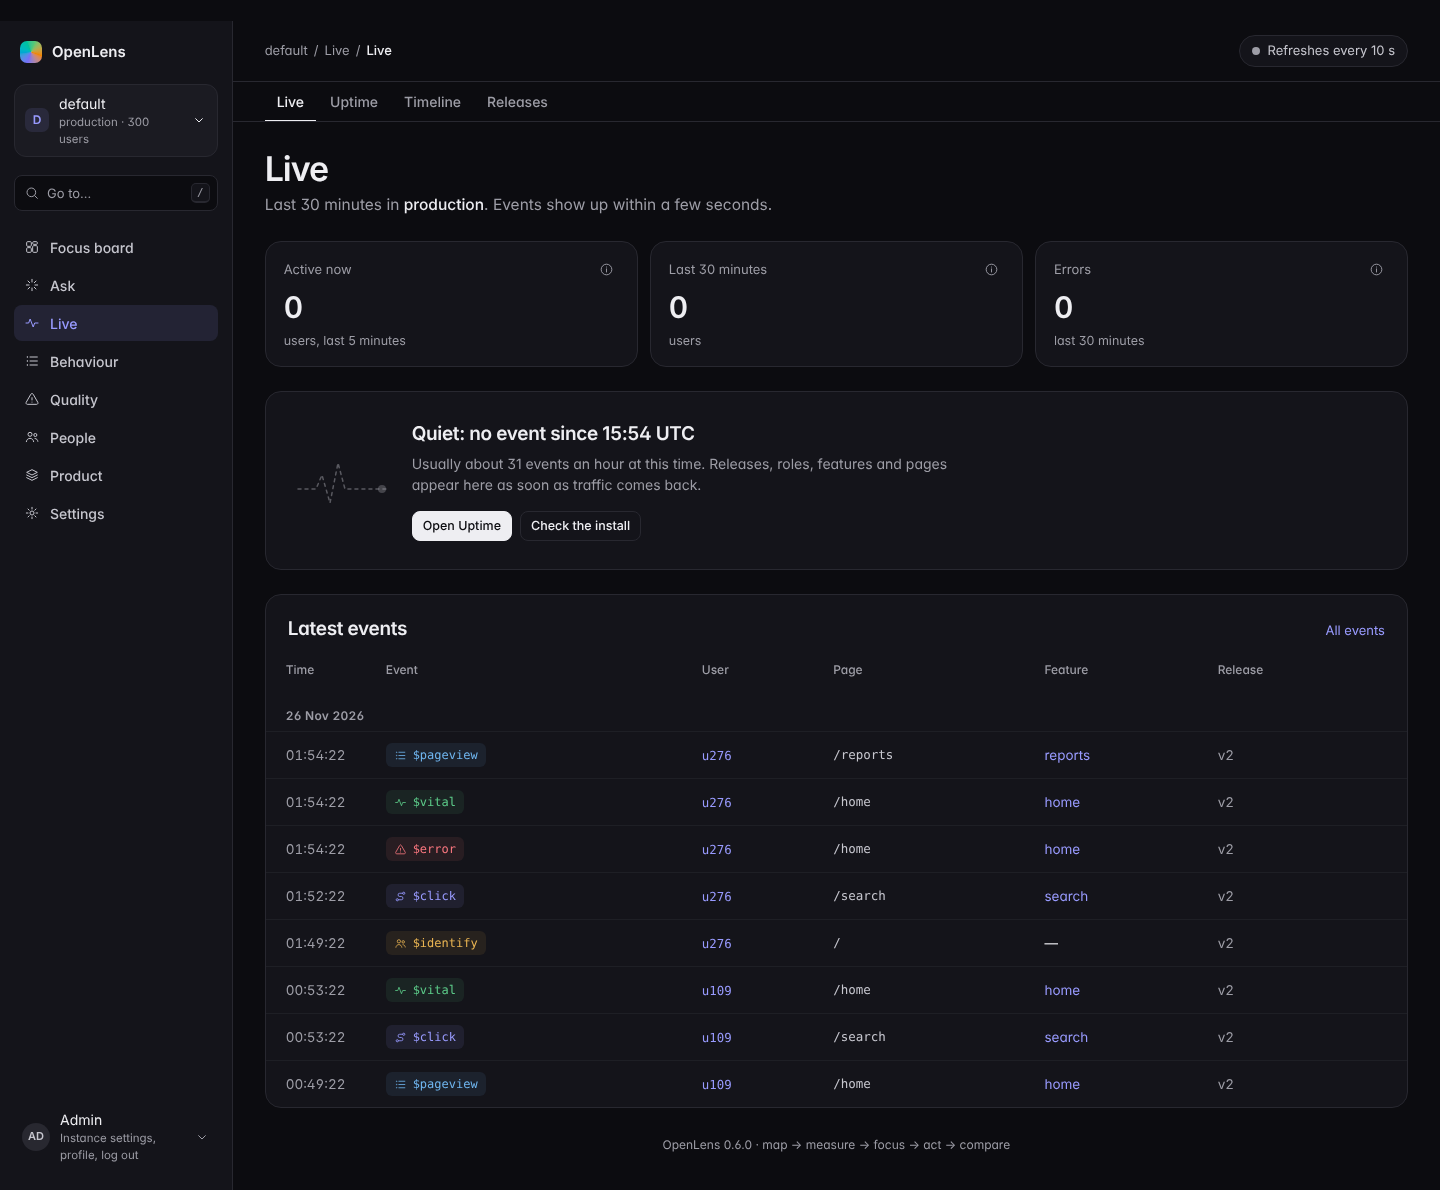 OpenLens
D
default
production · 300
users
Go to...
/
Focus board
Ask
Live
Behaviour
Quality
People
Product
Settings
AD
Admin
Instance settings,
profile, log out
default / Live / Live
Refreshes every 10 s
Live Uptime Timeline Releases
Live
Last 30 minutes in production. Events show up within a few seconds.
Active now
0
users, last 5 minutes
Last 30 minutes
0
users
Errors
0
last 30 minutes
Quiet: no event since 15:54 UTC
Usually about 31 events an hour at this time. Releases, roles, features and pages
appear here as soon as traffic comes back.
Open Uptime Check the install
Latest events All events
Time Event User Page Feature Release
26 Nov 2026
01:54:22 $pageview u276 /reports reports v2
01:54:22 $vital u276 /home home v2
01:54:22 $error u276 /home home v2
01:52:22 $click u276 /search search v2
01:49:22 $identify u276 / — v2
00:53:22 $vital u109 /home home v2
00:53:22 $click u109 /search search v2
00:49:22 $pageview u109 /home home v2
OpenLens 0.6.0 · map → measure → focus → act → compare